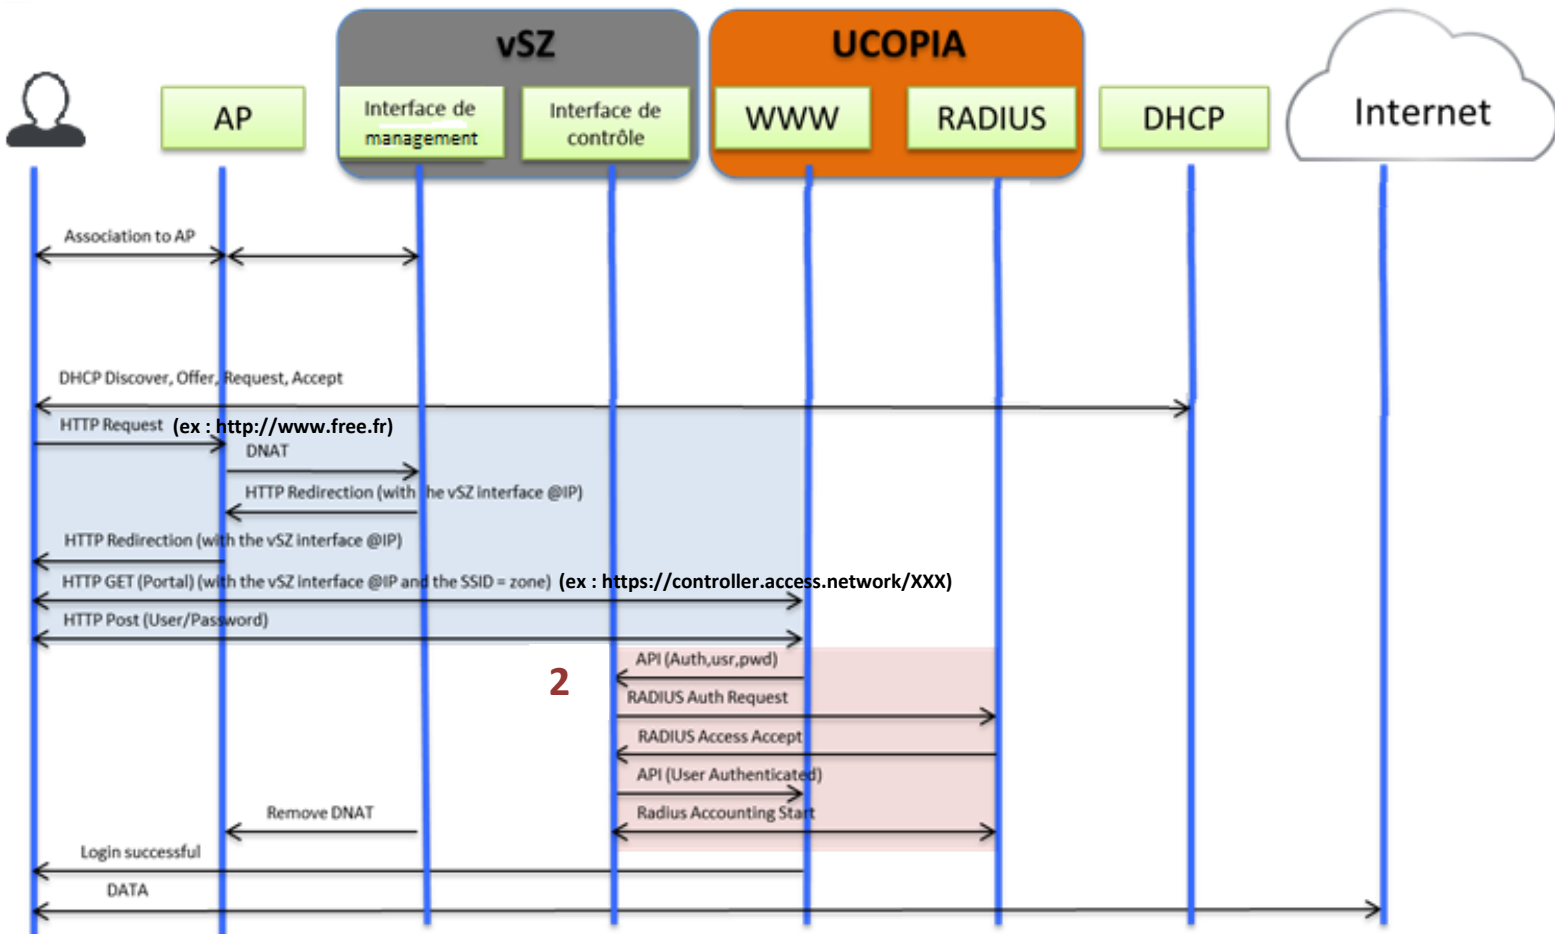 vSZ
UCOPIA
AP
Interface de
management
Interface de
contrôle
WWW
RADIUS
DHCP
Internet
Association to AP
DHCP Discover, Offer, Request, Accept
HTTP Request (ex : http://www.free.fr)
DNAT
HTTP Redirection (with the vSZ interface @IP)
HTTP Redirection (with the vSZ interface @IP)
HTTP GET (Portal) (with the vSZ interface @IP and the SSID = zone) (ex : https://controller.access.network/XXX)
HTTP Post (User/Password)
API (Auth,usr,pwd)
2
RADIUS Auth Request
RADIUS Access Accept
API (User Authenticated)
Remove DNAT
Radius Accounting Start
Login successful
DATA